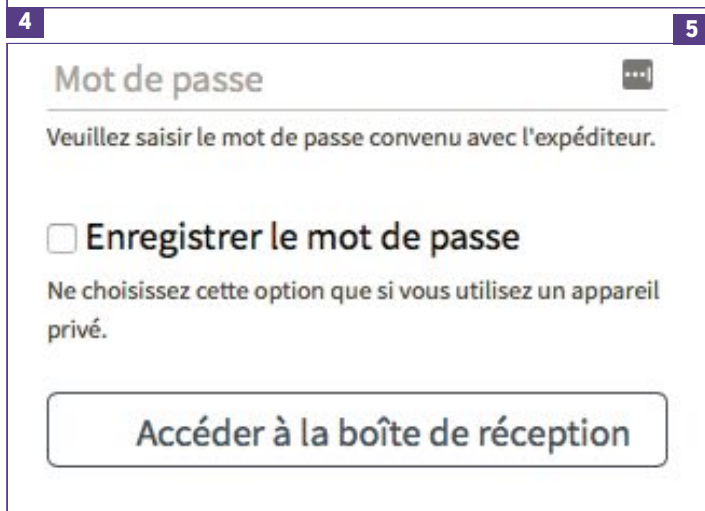 4
5
Mot de passe
Veuillez saisir le mot de passe convenu avec l'expéditeur.
Enregistrer le mot de passe
Ne choisissez cette option que si vous utilisez un appareil
privé.
Accéder à la boîte de réception